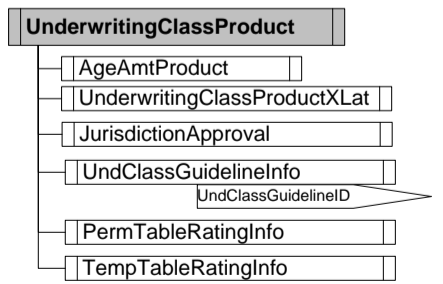 UnderwritingClassProduct
AgeAmtProduct
UnderwritingClassProductXLat
JurisdictionApproval
UndClassGuidelineInfo
UndClassGuidelineID
PermTableRatingInfo
TempTableRatingInfo